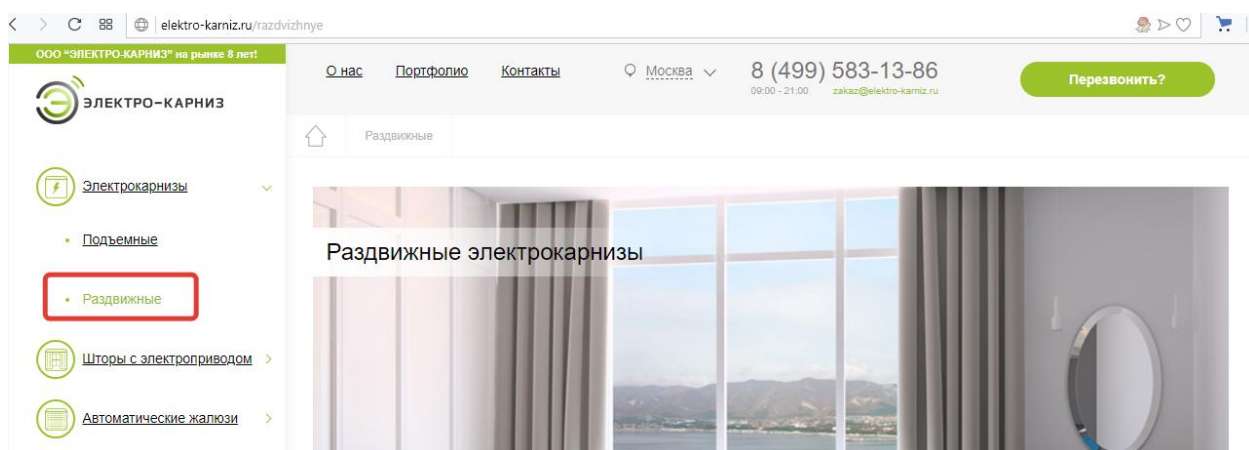 elektro-karniz.ru/razdvizhnye
ООО "ЭЛЕКТРО-КАРНИЗ" на рынке 8 лет!
О нас Портфолио Контакты Москва 8 (499) 583-13-86
09:00 - 21:00 zakaz@elektro-karniz.ru
Перезвонить?
ЭЛЕКТРО-КАРНИЗ
Раздвижные
Электрокарнизы
Подъемные
Раздвижные
Шторы с электроприводом
Автоматические жалюзи
Раздвижные электрокарнизы